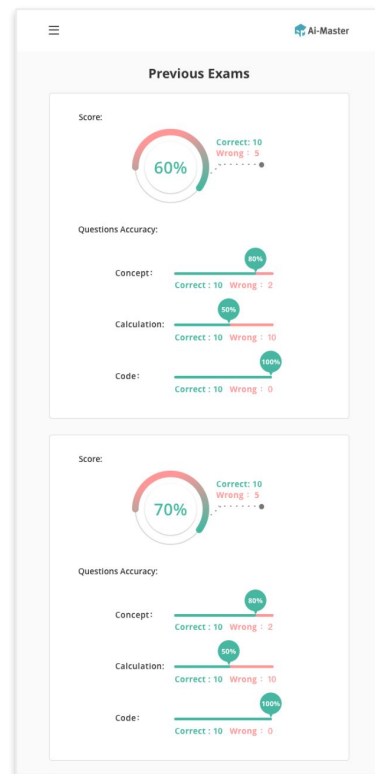 Ai-Master
Previous Exams
Score:
60%
Correct: 10
Wrong : 5
Questions Accuracy:
80%
Concept:
Correct : 10 Wrong : 2
50%
Calculation:
Correct : 10 Wrong : 10
100%
Code:
Correct : 10 Wrong : 0
Score:
70%
Correct: 10
Wrong : 5
Questions Accuracy:
80%
Concept:
Correct : 10 Wrong : 2
50%
Calculation:
Correct : 10 Wrong : 10
100%
Code:
Correct : 10 Wrong : 0